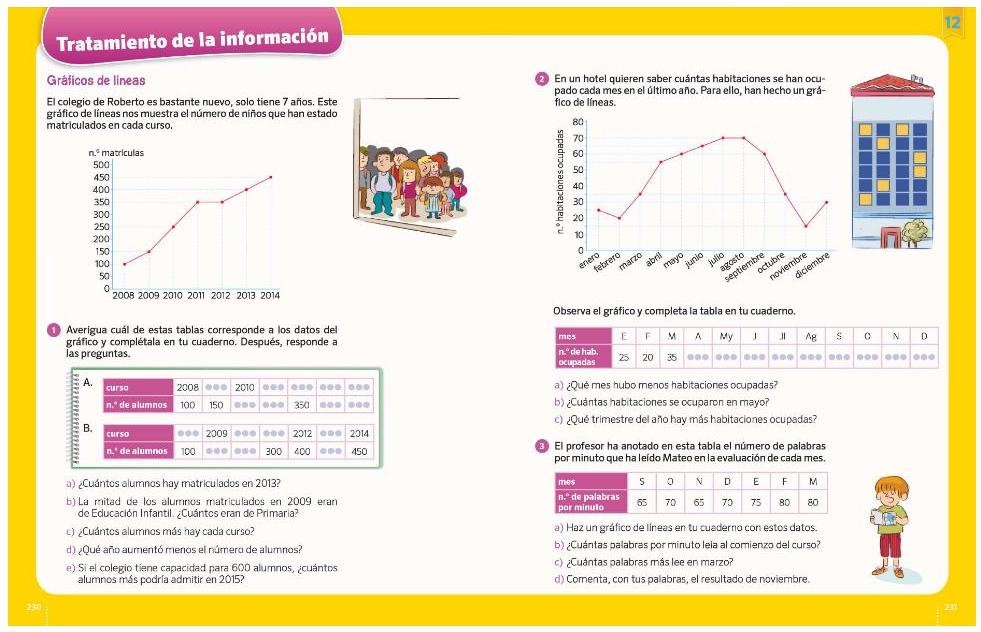 Tratamiento de la información
12
Gráficos de líneas
El colegio de Roberto es bastante nuevo, solo tiene 7 años. Este
gráfico de líneas nos muestra el número de niños que han estado
matriculados en cada curso.
n.º matrículas
500
450
400
350
300
250
200
150
100
50
0
2008 2009 2010 2011 2012 2013 2014
1 Averigua cuál de estas tablas corresponde a los datos del
gráfico y complétala en tu cuaderno. Después, responde a
las preguntas.
A.
curso 2008 ●●● 2010 ●●● ●●● ●●● ●●●
n.º de alumnos 100 150 ●●● ●●● 350 ●●● ●●●
B.
curso ●●● 2009 ●●● ●●● 2012 ●●● 2014
n.º de alumnos 100 ●●● ●●● 300 400 ●●● 450
a) ¿Cuántos alumnos hay matriculados en 2013?
b) La mitad de los alumnos matriculados en 2009 eran
de Educación Infantil. ¿Cuántos eran de Primaria?
c) ¿Cuántos alumnos más hay cada curso?
d) ¿Qué año aumentó menos el número de alumnos?
e) Si el colegio tiene capacidad para 600 alumnos, ¿cuántos
alumnos más podría admitir en 2015?
230
2 En un hotel quieren saber cuántas habitaciones se han ocu-
pado cada mes en el último año. Para ello, han hecho un grá-
fico de líneas.
n.º habitaciones ocupadas
80
70
60
50
40
30
20
10
0
enero febrero marzo abril mayo junio julio agosto septiembre octubre noviembre diciembre
Observa el gráfico y completa la tabla en tu cuaderno.
mes E F M A My J Jl Ag S O N D
n.º de hab.
ocupadas 25 20 35 ●●● ●●● ●●● ●●● ●●● ●●● ●●● ●●● ●●●
a) ¿Qué mes hubo menos habitaciones ocupadas?
b) ¿Cuántas habitaciones se ocuparon en mayo?
c) ¿Qué trimestre del año hay más habitaciones ocupadas?
3 El profesor ha anotado en esta tabla el número de palabras
por minuto que ha leído Mateo en la evaluación de cada mes.
mes S O N D E F M
n.º de palabras
por minuto 65 70 65 70 75 80 80
a) Haz un gráfico de líneas en tu cuaderno con estos datos.
b) ¿Cuántas palabras por minuto leía al comienzo del curso?
c) ¿Cuántas palabras más lee en marzo?
d) Comenta, con tus palabras, el resultado de noviembre.
231